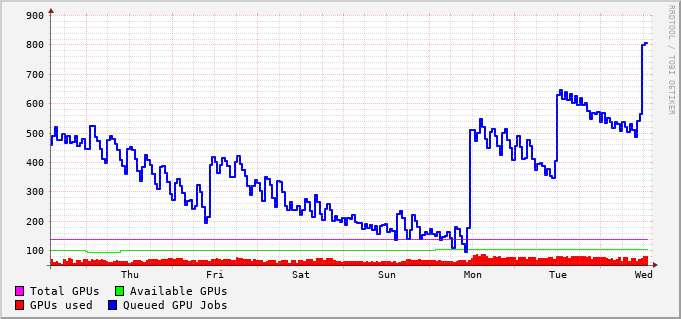 900
800
700
600
500
400
300
200
100
Thu Fri Sat Sun Mon Tue Wed
Total GPUs Available GPUs
GPUs used Queued GPU Jobs
RRDTOOL / TOBI OETIKER